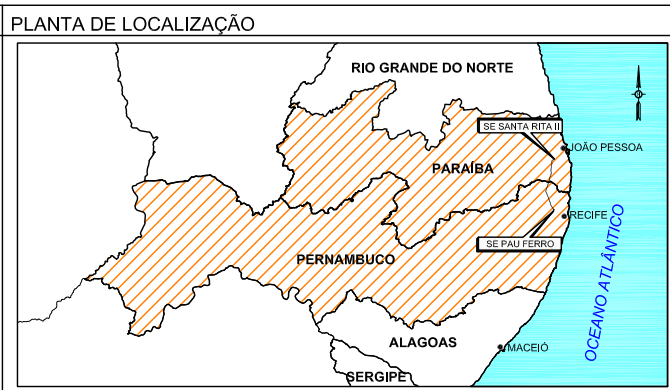 PLANTA DE LOCALIZAÇÃO
RIO GRANDE DO NORTE
SE SANTA RITA II
JOÃO PESSOA
PARAÍBA
RECIFE
SE PAU FERRO
PERNAMBUCO
OCEANO ATLÂNTICO
ALAGOAS
MACEIÓ
SERGIPE